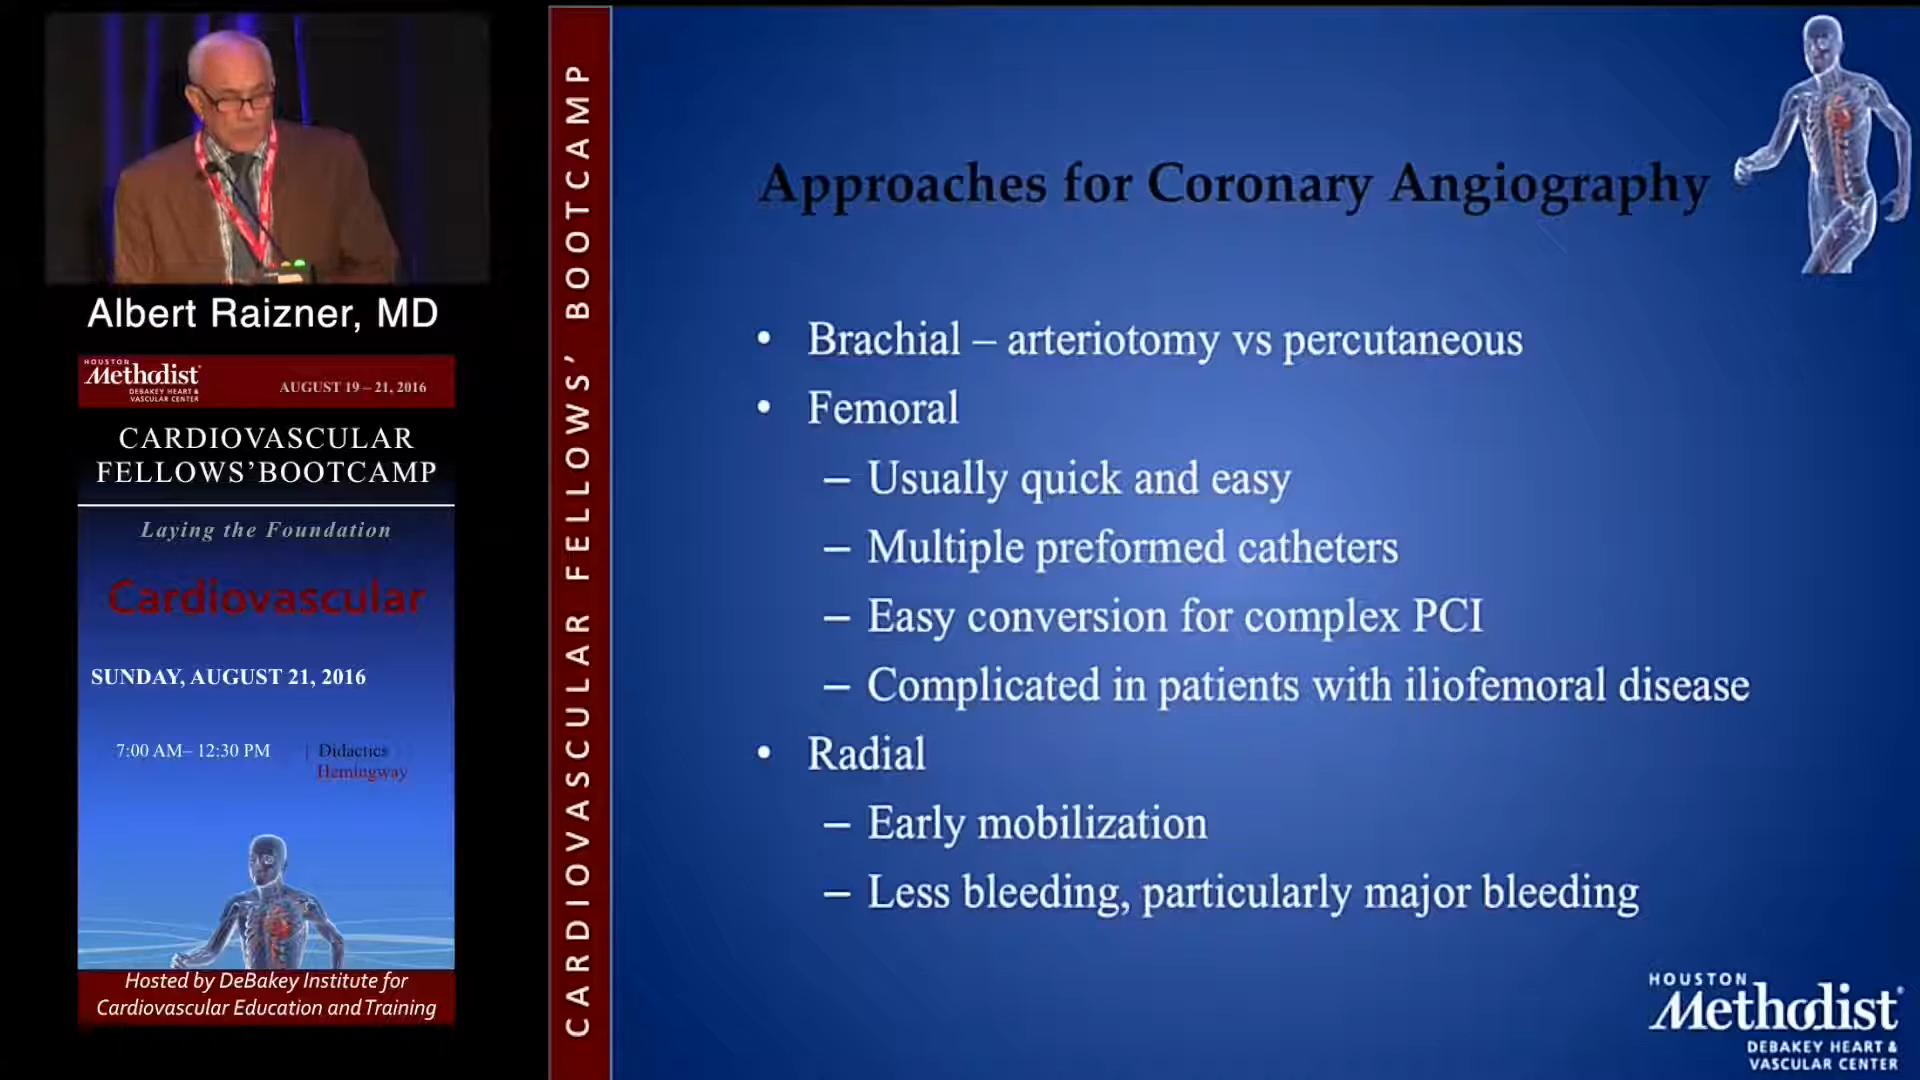 Albert Raizner, MD
HOUSTON
Methodist
DEBAKEY HEART &
VASCULAR CENTER
AUGUST 19 – 21, 2016
CARDIOVASCULAR
FELLOWS’BOOTCAMP
Laying the Foundation
Cardiovascular
SUNDAY, AUGUST 21, 2016
7:00 AM– 12:30 PM | Didactics
Hemingway
Hosted by DeBakey Institute for
Cardiovascular Education and Training
CARDIOVASCULAR FELLOWS’ BOOTCAMP
Approaches for Coronary Angiography
• Brachial – arteriotomy vs percutaneous
• Femoral
– Usually quick and easy
– Multiple preformed catheters
– Easy conversion for complex PCI
– Complicated in patients with iliofemoral disease
• Radial
– Early mobilization
– Less bleeding, particularly major bleeding
HOUSTON
Methodist
DEBAKEY HEART &
VASCULAR CENTER